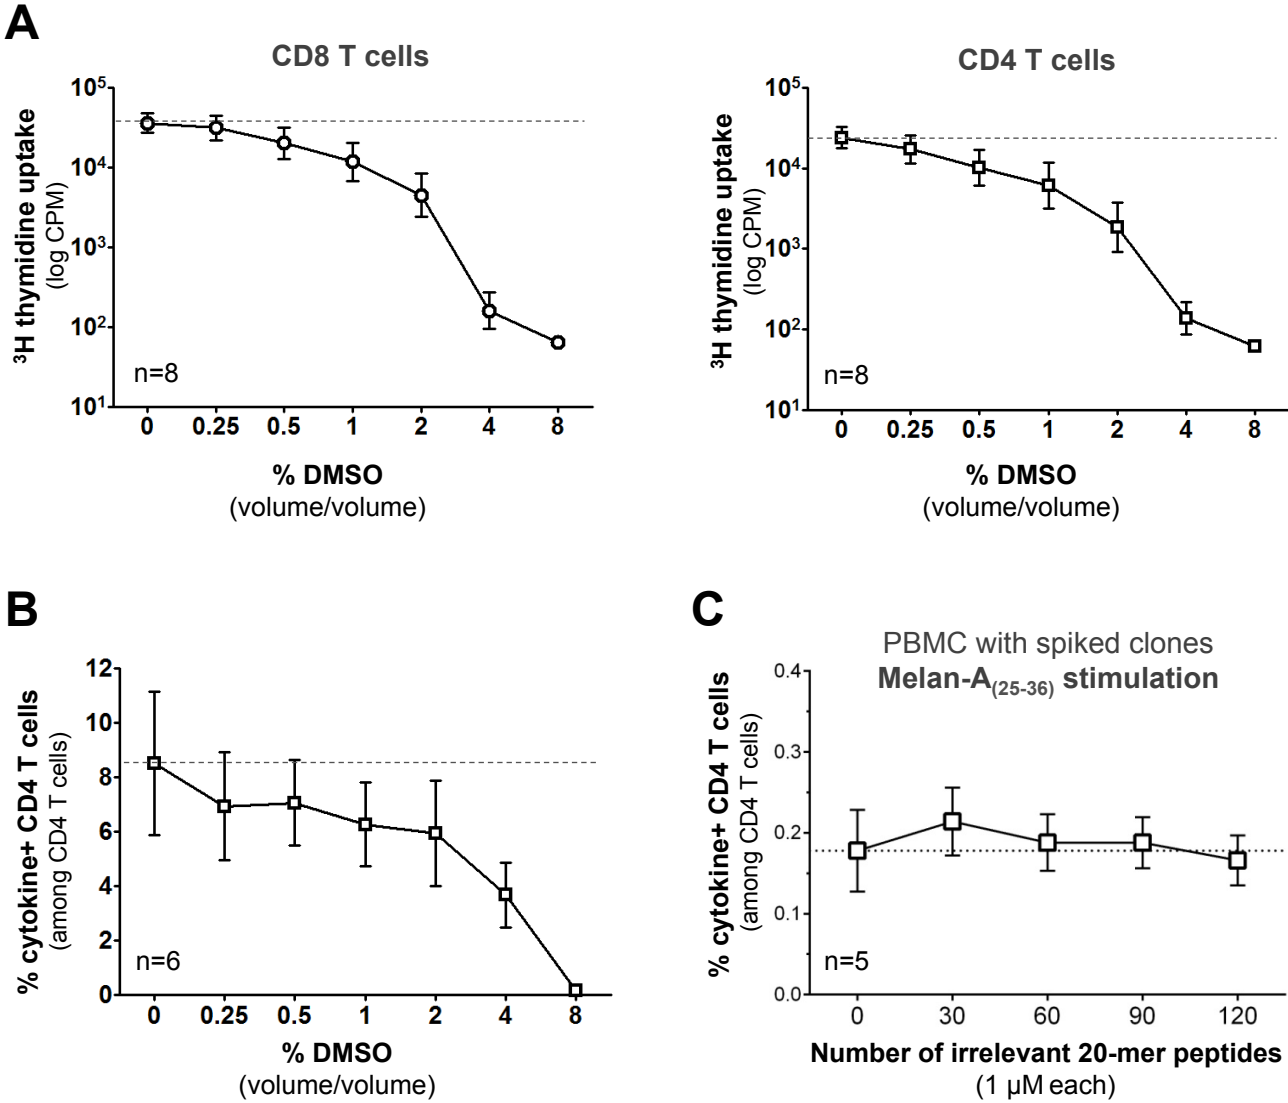 A
CD8 T cells
³H thymidine uptake
(log CPM)
10⁵
10⁴
10³
10²
10¹
n=8
0 0.25 0.5 1 2 4 8
% DMSO
(volume/volume)
CD4 T cells
³H thymidine uptake
(log CPM)
10⁵
10⁴
10³
10²
10¹
n=8
0 0.25 0.5 1 2 4 8
% DMSO
(volume/volume)
B
% cytokine+ CD4 T cells
(among CD4 T cells)
12
10
8
6
4
2
0
n=6
0 0.25 0.5 1 2 4 8
% DMSO
(volume/volume)
C
PBMC with spiked clones
Melan-A(25-36) stimulation
% cytokine+ CD4 T cells
(among CD4 T cells)
0.4
0.3
0.2
0.1
0.0
n=5
0 30 60 90 120
Number of irrelevant 20-mer peptides
(1 µM each)